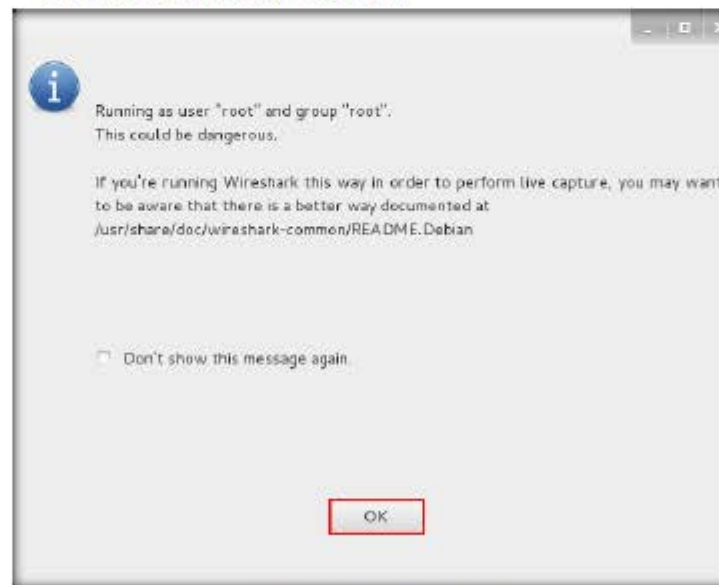 Running as user "root" and group "root".
This could be dangerous.
If you're running Wireshark this way in order to perform live capture, you may want
to be aware that there is a better way documented at
/usr/share/doc/wireshark-common/README.Debian
Don't show this message again.
OK